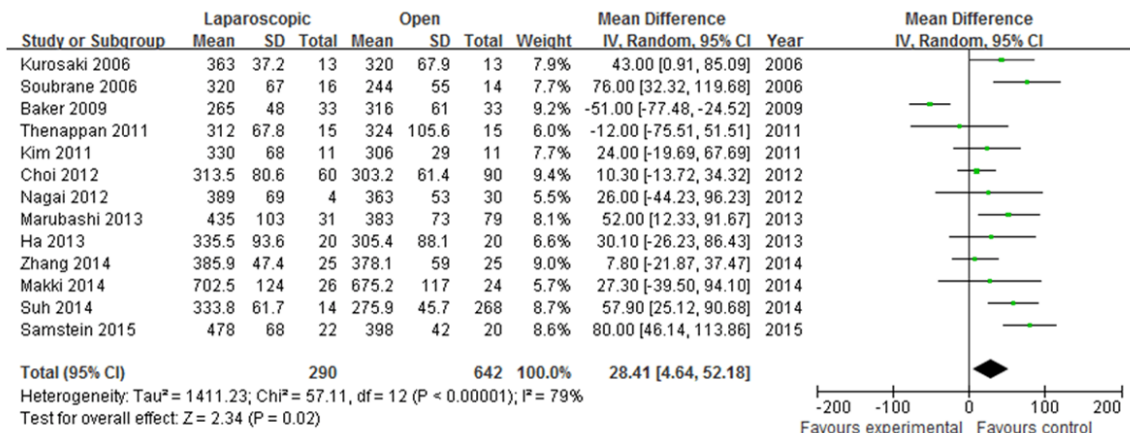 Laparoscopic Open Mean Difference Mean Difference
Study or Subgroup Mean SD Total Mean SD Total Weight IV, Random, 95% CI Year IV, Random, 95% CI
Kurosaki 2006 363 37.2 13 320 67.9 13 7.9% 43.00 [0.91, 85.09] 2006
Soubrane 2006 320 67 16 244 55 14 7.7% 76.00 [32.32, 119.68] 2006
Baker 2009 265 48 33 316 61 33 9.2% -51.00 [-77.48, -24.52] 2009
Thenappan 2011 312 67.8 15 324 105.6 15 6.0% -12.00 [-75.51, 51.51] 2011
Kim 2011 330 68 11 306 29 11 7.7% 24.00 [-19.69, 67.69] 2011
Choi 2012 313.5 80.6 60 303.2 61.4 90 9.4% 10.30 [-13.72, 34.32] 2012
Nagai 2012 389 69 4 363 53 30 5.5% 26.00 [-44.23, 96.23] 2012
Marubashi 2013 435 103 31 383 73 79 8.1% 52.00 [12.33, 91.67] 2013
Ha 2013 335.5 93.6 20 305.4 88.1 20 6.6% 30.10 [-26.23, 86.43] 2013
Zhang 2014 385.9 47.4 25 378.1 59 25 9.0% 7.80 [-21.87, 37.47] 2014
Makki 2014 702.5 124 26 675.2 117 24 5.7% 27.30 [-39.50, 94.10] 2014
Suh 2014 333.8 61.7 14 275.9 45.7 268 8.7% 57.90 [25.12, 90.68] 2014
Samstein 2015 478 68 22 398 42 20 8.6% 80.00 [46.14, 113.86] 2015
Total (95% CI) 290 642 100.0% 28.41 [4.64, 52.18]
Heterogeneity: Tau² = 1411.23; Chi² = 57.11, df = 12 (P < 0.00001); I² = 79%
Test for overall effect: Z = 2.34 (P = 0.02)
-200 -100 0 100 200
Favours experimental Favours control